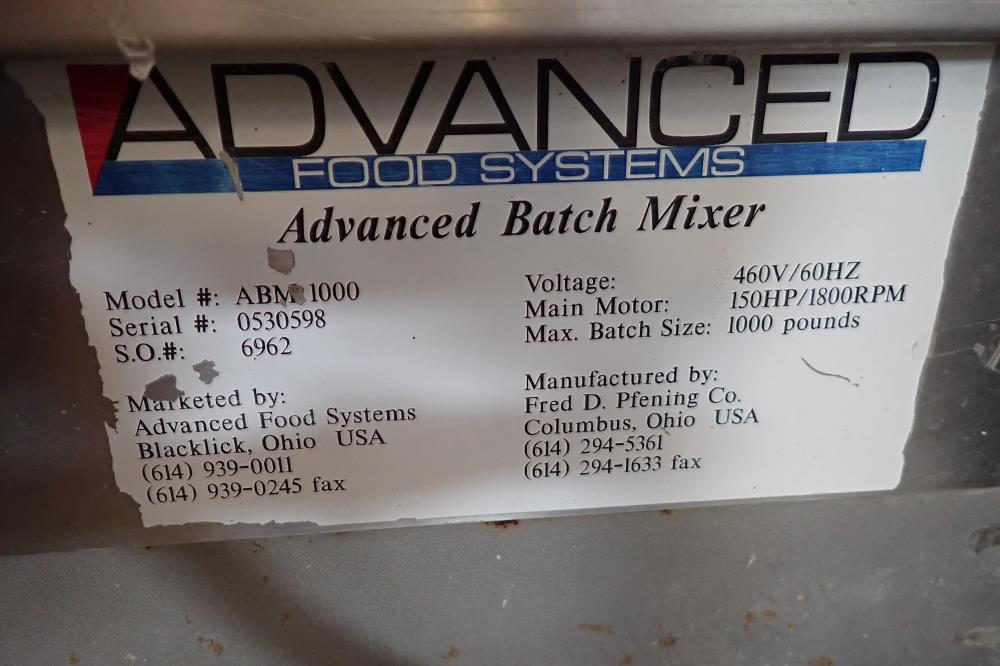 ADVANCED
FOOD SYSTEMS
Advanced Batch Mixer
Model #: ABM 1000
Serial #: 0530598
S.O.#: 6962
Voltage: 460V/60HZ
Main Motor: 150HP/1800RPM
Max. Batch Size: 1000 pounds
Marketed by:
Advanced Food Systems
Blacklick, Ohio USA
(614) 939-0011
(614) 939-0245 fax
Manufactured by:
Fred D. Pfening Co.
Columbus, Ohio USA
(614) 294-5361
(614) 294-1633 fax